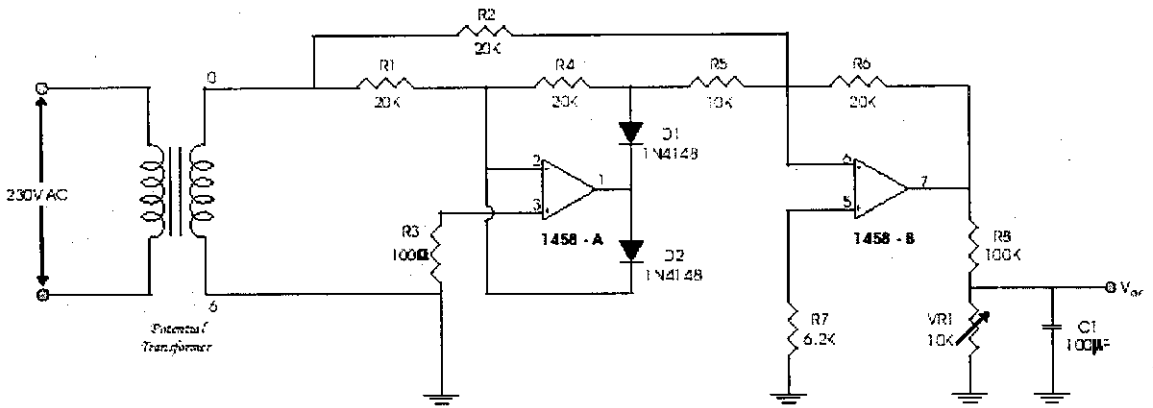 R2
20K
0
R1
20K
R4
20K
R5
10K
R6
20K
D1
1N4148
230V AC
2
3
1
1458 - A
6
5
7
1458 - B
R3
100Ω
D2
1N4148
R8
100K
6
Potential
Transformer
R7
6.2K
VR1
10K
C1
100µF